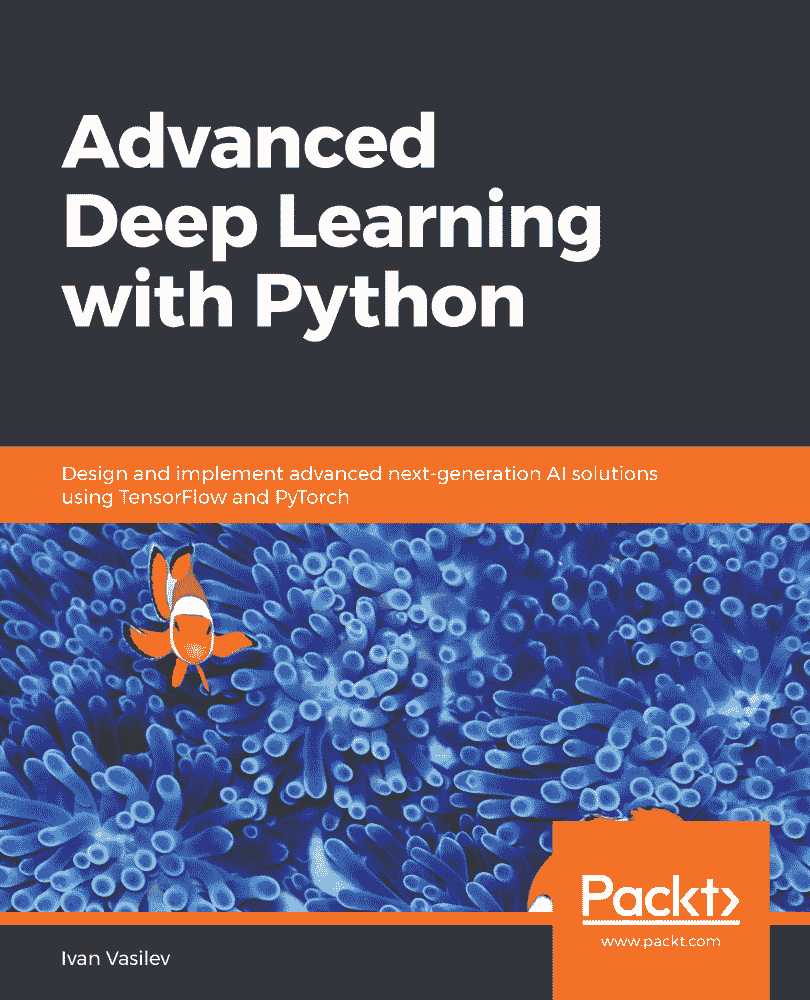 Advanced
Deep Learning
with Python
Design and implement advanced next-generation AI solutions
using TensorFlow and PyTorch
Packt>
www.packt.com
Ivan Vasilev